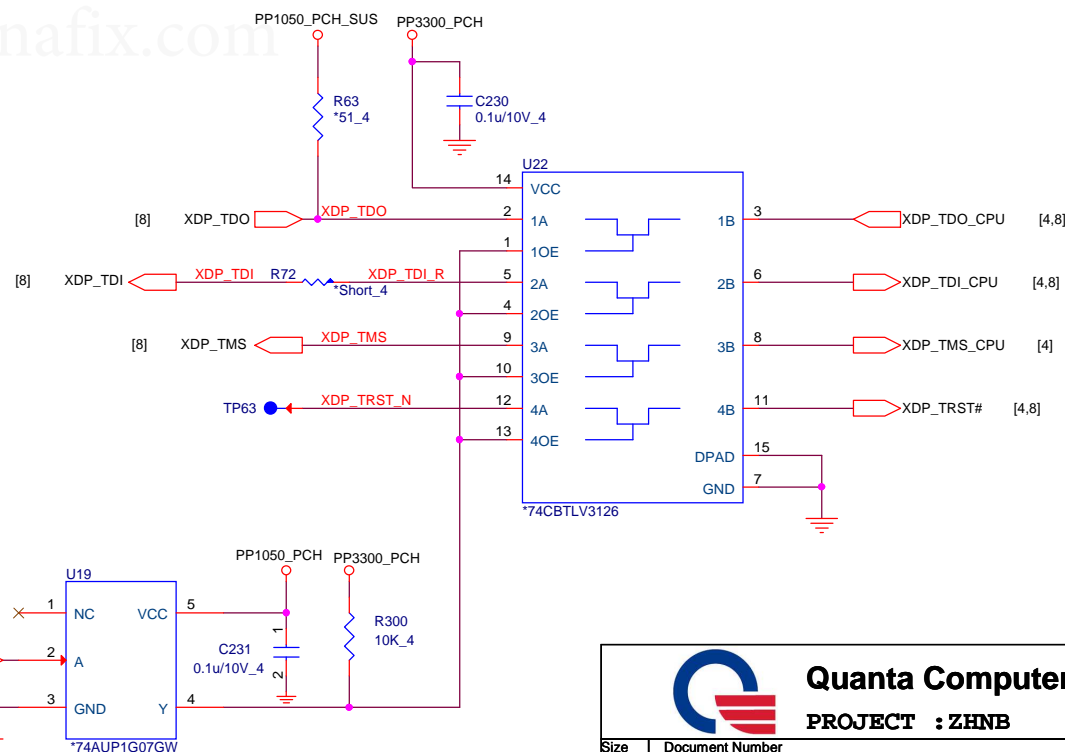 nafix.com
PP1050_PCH_SUS PP3300_PCH
R63
*51_4
C230
0.1u/10V_4
U22
14 VCC
[8] XDP_TDO XDP_TDO 2 1A 1B 3 XDP_TDO_CPU [4,8]
1 1OE
[8] XDP_TDI XDP_TDI R72 XDP_TDI_R 5 2A 2B 6 XDP_TDI_CPU [4,8]
*Short_4
4 2OE
[8] XDP_TMS XDP_TMS 9 3A 3B 8 XDP_TMS_CPU [4]
10 3OE
TP63 XDP_TRST_N 12 4A 4B 11 XDP_TRST# [4,8]
13 4OE
DPAD 15
GND 7
*74CBTLV3126
PP1050_PCH PP3300_PCH
U19
1 NC VCC 5
R300
10K_4
C231
0.1u/10V_4
1
2
2 A
3 GND Y 4
*74AUP1G07GW
Quanta Computer
PROJECT : ZHNB
Size Document Number